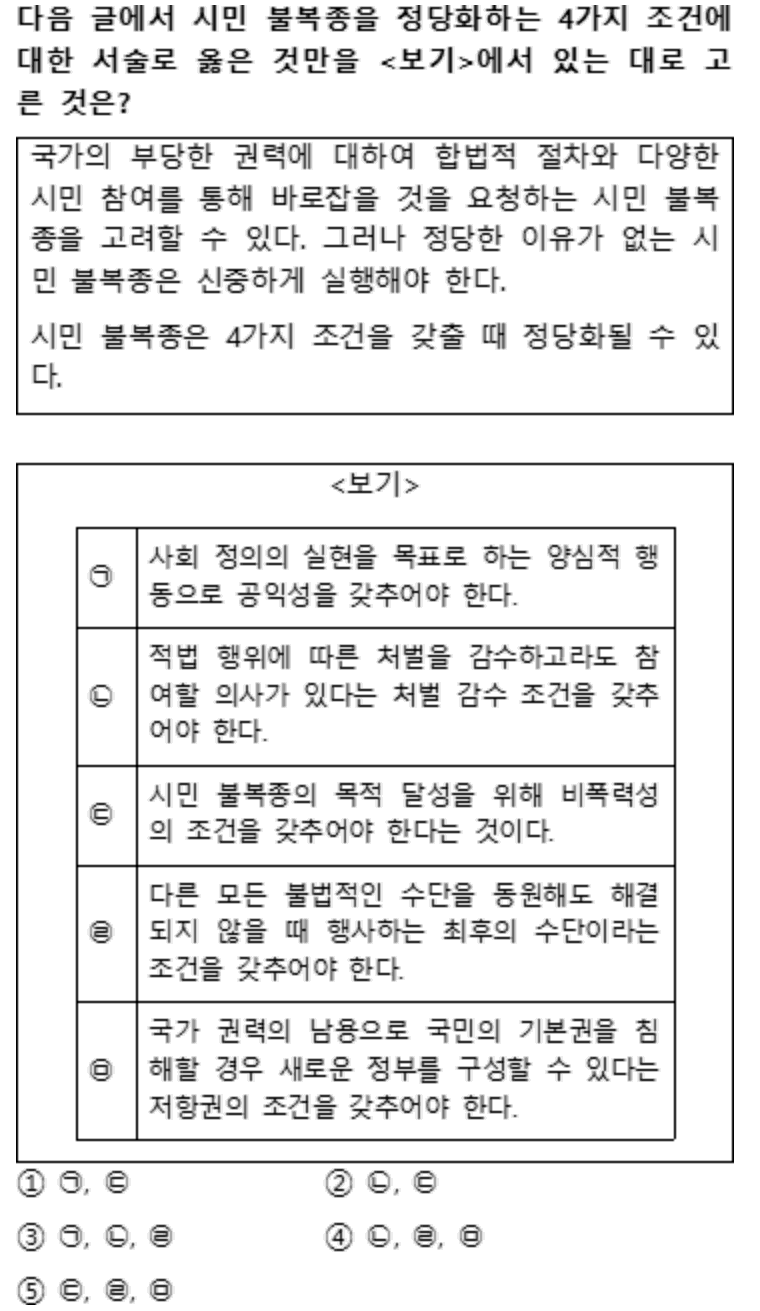 다음 글에서 시민 불복종을 정당화하는 4가지 조건에
대한 서술로 옳은 것만을 <보기>에서 있는 대로 고
른 것은?
국가의 부당한 권력에 대하여 합법적 절차와 다양한
시민 참여를 통해 바로잡을 것을 요청하는 시민 불복
종을 고려할 수 있다. 그러나 정당한 이유가 없는 시
민 불복종은 신중하게 실행해야 한다.
시민 불복종은 4가지 조건을 갖출 때 정당화될 수 있
다.
<보기>
㉠ 사회 정의의 실현을 목표로 하는 양심적 행
동으로 공익성을 갖추어야 한다.
㉡ 적법 행위에 따른 처벌을 감수하고라도 참
여할 의사가 있다는 처벌 감수 조건을 갖추
어야 한다.
㉢ 시민 불복종의 목적 달성을 위해 비폭력성
의 조건을 갖추어야 한다는 것이다.
㉣ 다른 모든 불법적인 수단을 동원해도 해결
되지 않을 때 행사하는 최후의 수단이라는
조건을 갖추어야 한다.
㉤ 국가 권력의 남용으로 국민의 기본권을 침
해할 경우 새로운 정부를 구성할 수 있다는
저항권의 조건을 갖추어야 한다.
① ㉠, ㉢ ② ㉡, ㉢
③ ㉠, ㉡, ㉣ ④ ㉡, ㉣, ㉤
⑤ ㉢, ㉣, ㉤